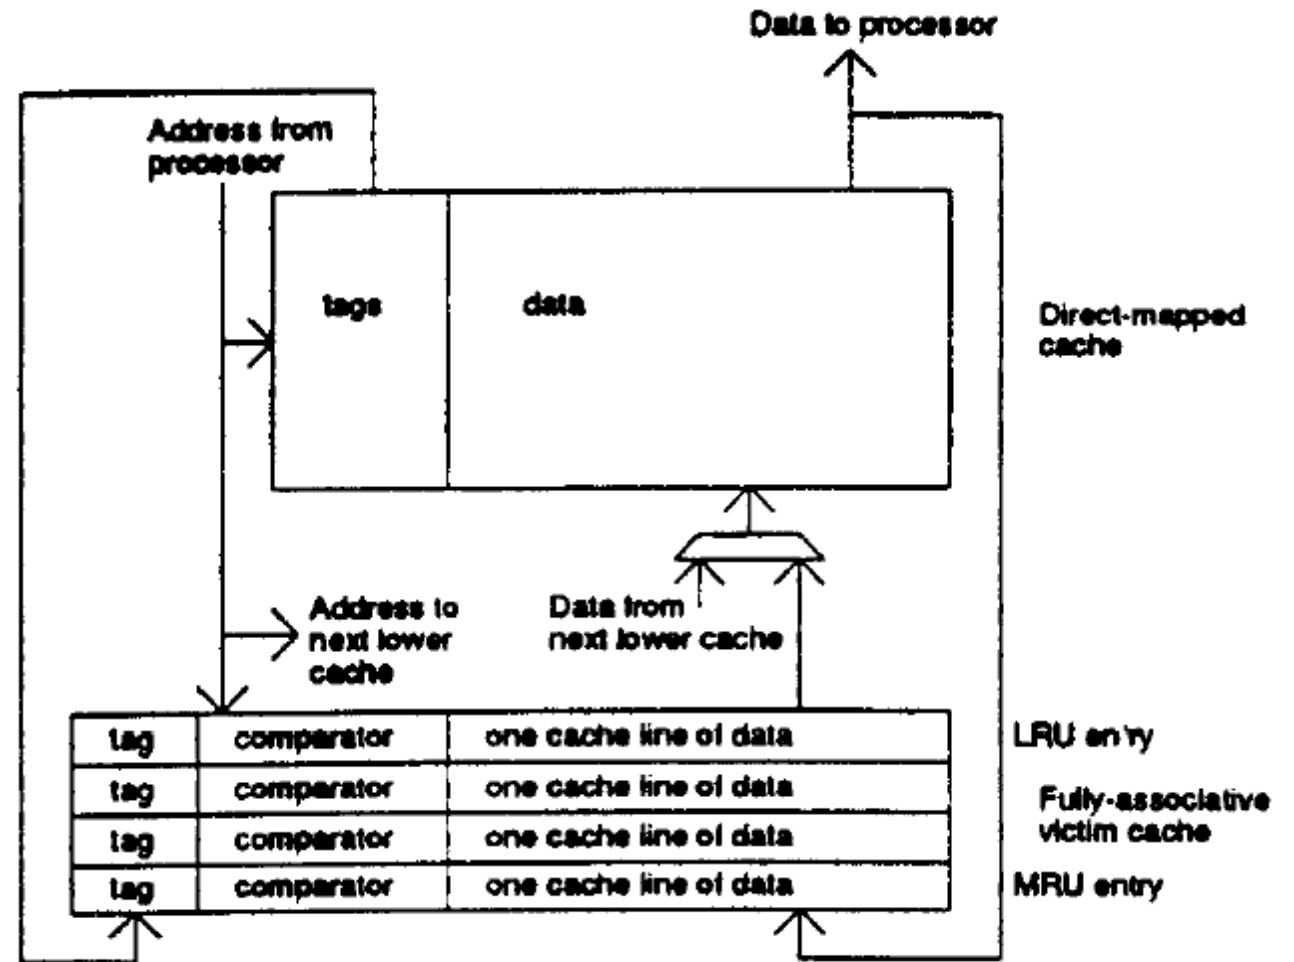 Data to processor
Address from
processor
tags
data
Direct-mapped
cache
Address to
next lower
cache
Data from
next lower cache
tag
comparator
one cache line of data
LRU entry
tag
comparator
one cache line of data
Fully-associative
victim cache
tag
comparator
one cache line of data
tag
comparator
one cache line of data
MRU entry